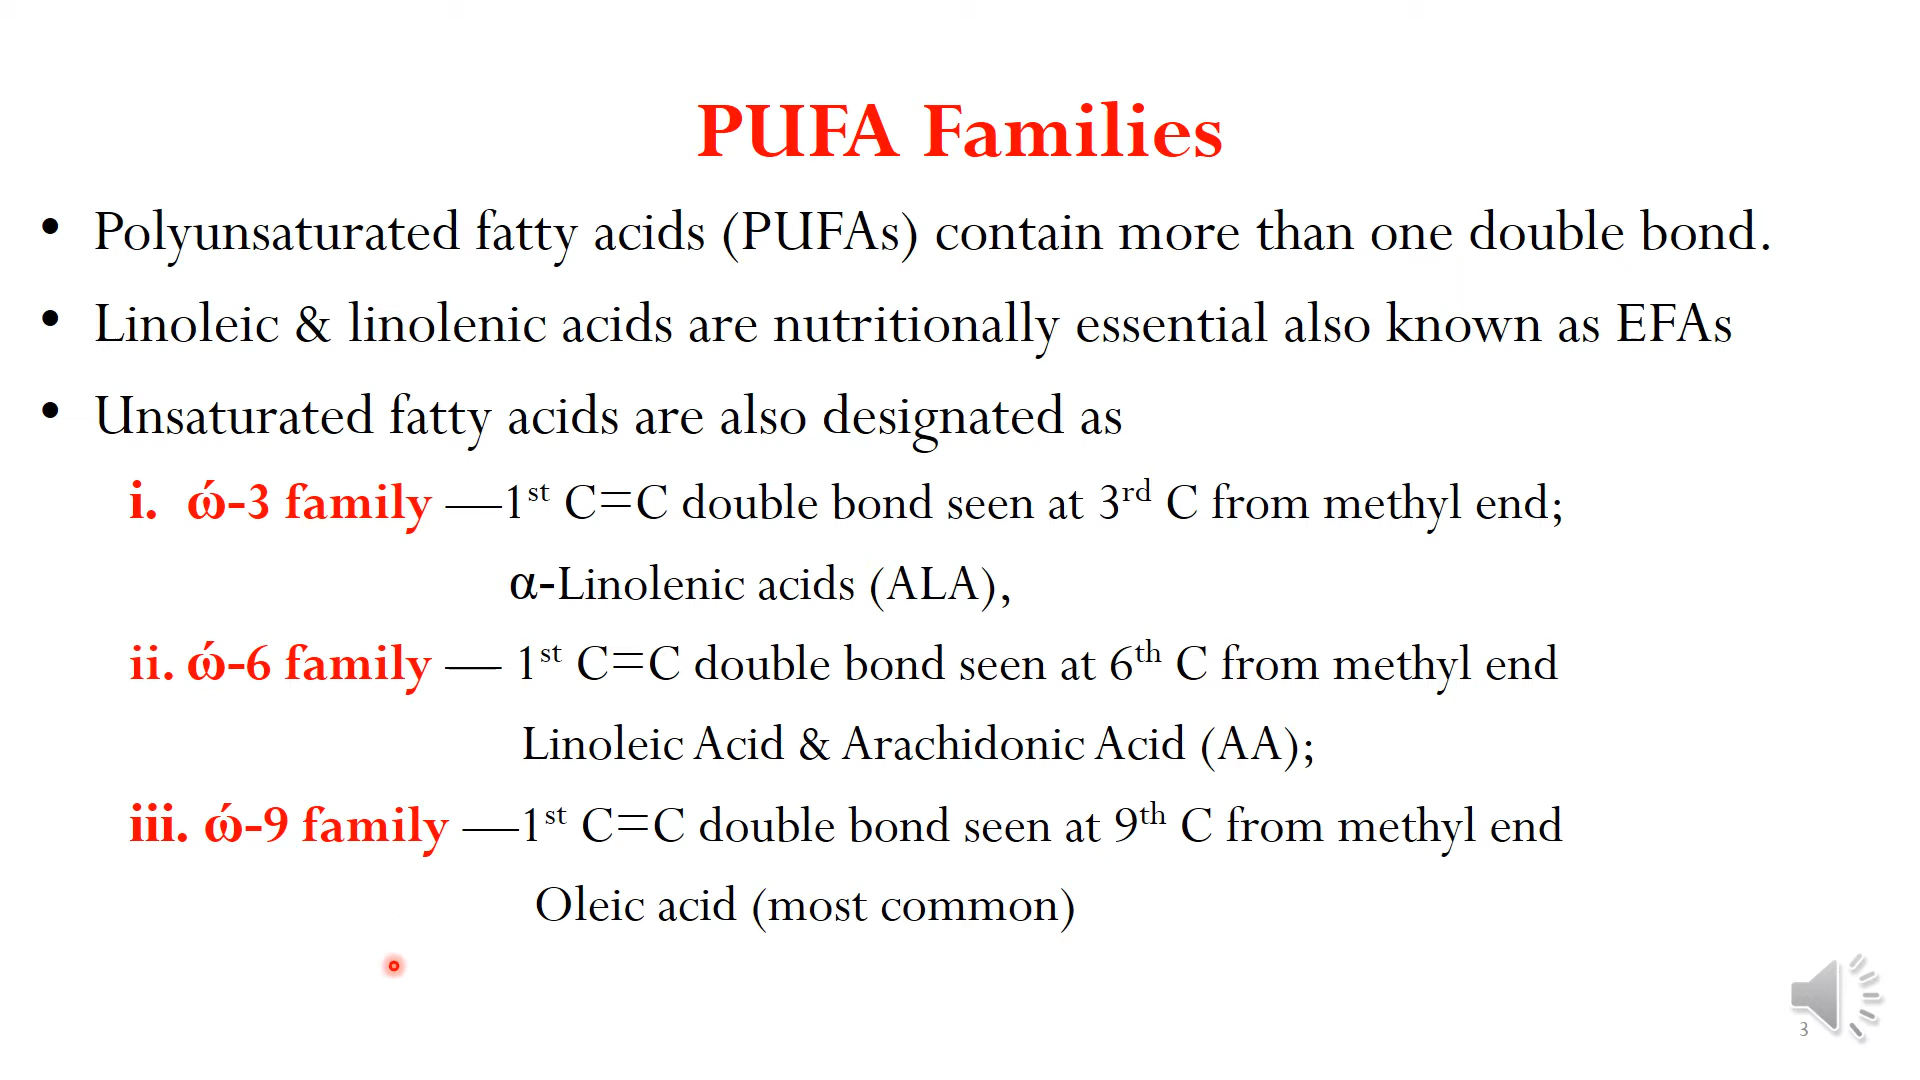 PUFA Families
• Polyunsaturated fatty acids (PUFAs) contain more than one double bond.
• Linoleic & linolenic acids are nutritionally essential also known as EFAs
• Unsaturated fatty acids are also designated as
i. ώ-3 family —1st C=C double bond seen at 3rd C from methyl end;
α-Linolenic acids (ALA),
ii. ώ-6 family — 1st C=C double bond seen at 6th C from methyl end
Linoleic Acid & Arachidonic Acid (AA);
iii. ώ-9 family —1st C=C double bond seen at 9th C from methyl end
Oleic acid (most common)
3